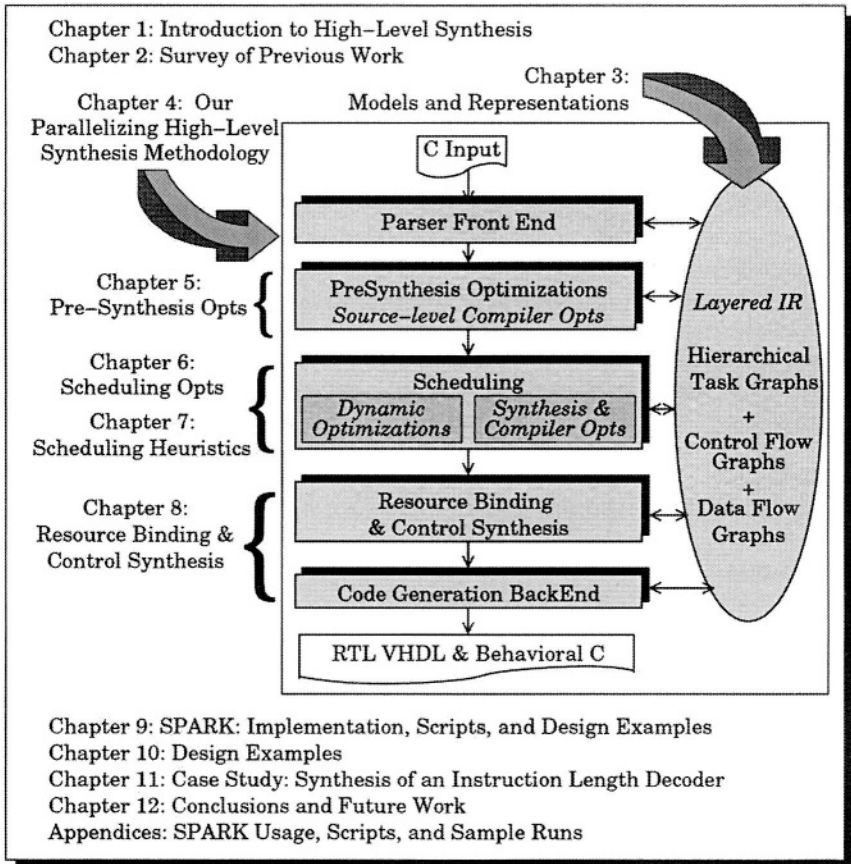 Chapter 1: Introduction to High–Level Synthesis
Chapter 2: Survey of Previous Work
Chapter 3:
Models and Representations
Chapter 4: Our
Parallelizing High–Level
Synthesis Methodology
C Input
Parser Front End
Chapter 5:
Pre–Synthesis Opts
PreSynthesis Optimizations
Source–level Compiler Opts
Chapter 6:
Scheduling Opts
Chapter 7:
Scheduling Heuristics
Scheduling
Dynamic
Optimizations
Synthesis &
Compiler Opts
Chapter 8:
Resource Binding &
Control Synthesis
Resource Binding
& Control Synthesis
Code Generation BackEnd
RTL VHDL & Behavioral C
Layered IR
Hierarchical
Task Graphs
+
Control Flow
Graphs
+
Data Flow
Graphs
Chapter 9: SPARK: Implementation, Scripts, and Design Examples
Chapter 10: Design Examples
Chapter 11: Case Study: Synthesis of an Instruction Length Decoder
Chapter 12: Conclusions and Future Work
Appendices: SPARK Usage, Scripts, and Sample Runs